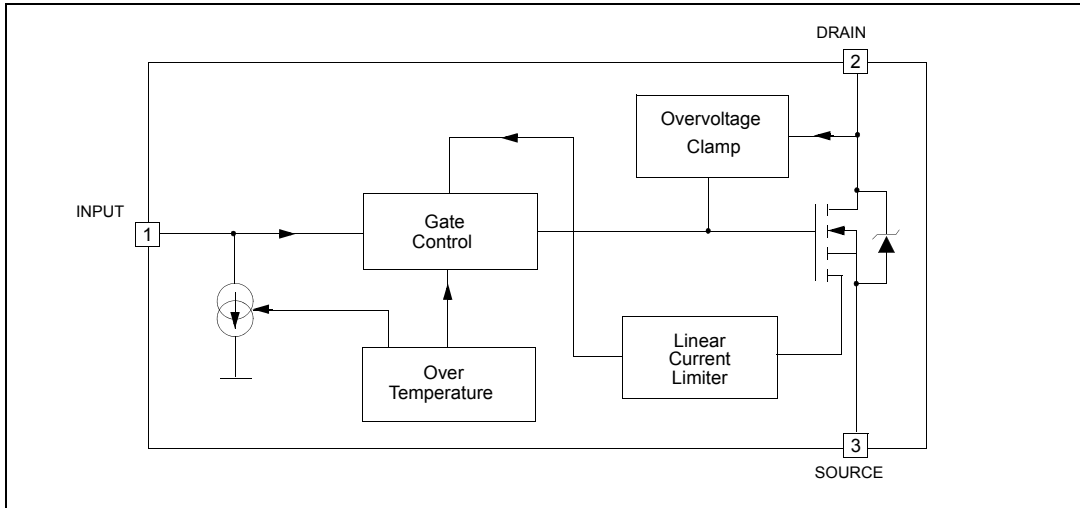 DRAIN
2
Overvoltage
Clamp
INPUT
1
Gate
Control
Linear
Current
Limiter
Over
Temperature
3
SOURCE